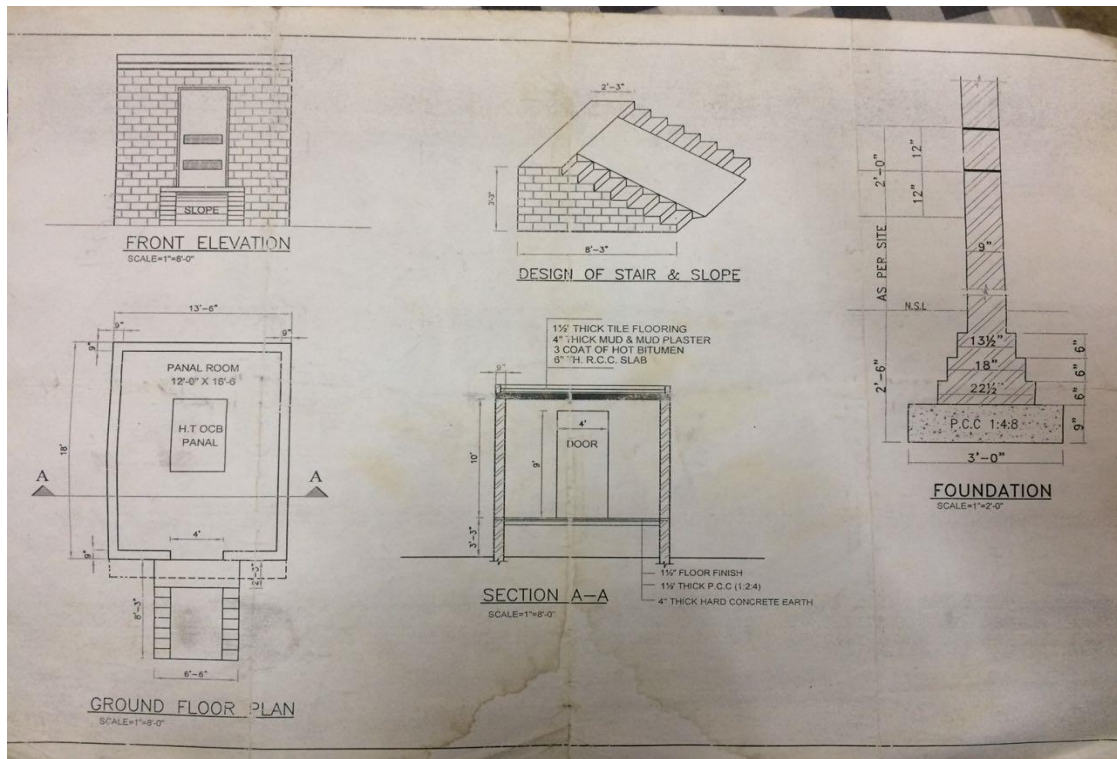 SLOPE
FRONT ELEVATION
SCALE=1"=8'-0"
2'-3"
3'-3"
8'-3"
DESIGN OF STAIR & SLOPE
13'-6"
9"
9"
9"
PANAL ROOM
12'-0" X 16'-6
H.T OCB
PANAL
18'
A
A
4'
9"
2'-3"
8'-3"
6'-6"
GROUND FLOOR PLAN
SCALE=1"=8'-0"
1½" THICK TILE FLOORING
4" THICK MUD & MUD PLASTER
3 COAT OF HOT BITUMEN
6" TH. R.C.C. SLAB
9"
4'
DOOR
10'
9'
3'-3"
1½" FLOOR FINISH
1½" THICK P.C.C (1:2:4)
4" THICK HARD CONCRETE EARTH
SECTION A-A
SCALE=1"=8'-0"
2'-0"
12"
12"
AS PER SITE
9"
N.S.L
13½"
18"
22½"
6"
6"
6"
2'-6"
P.C.C 1:4:8
9"
3'-0"
FOUNDATION
SCALE=1"=2'-0"